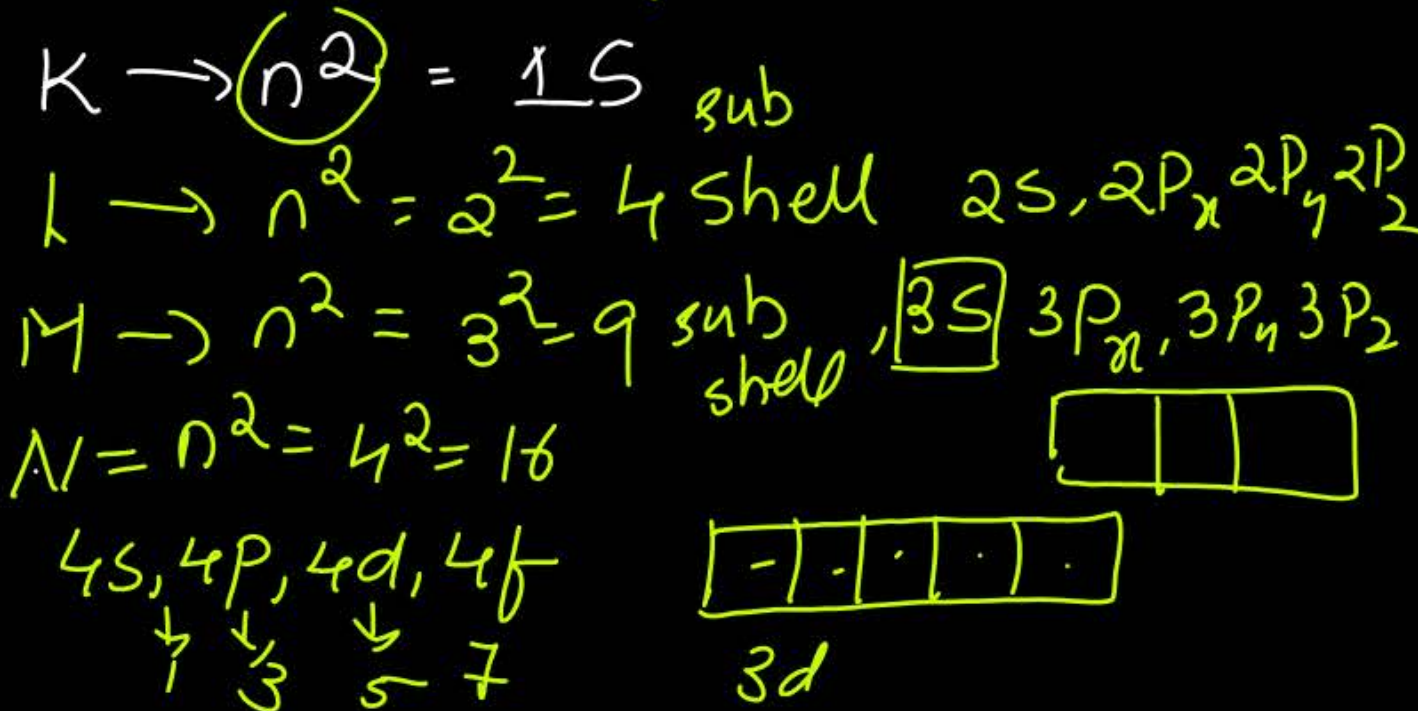 K → n² = 1S
L → n² = 2² = 4 sub shell 2S, 2Px 2Py 2Pz
M → n² = 3² = 9 sub shell, 3S 3Px, 3Py 3Pz
N = n² = 4² = 16
4s, 4p, 4d, 4f
↓ ↓ ↓
1 3 5 7
3d